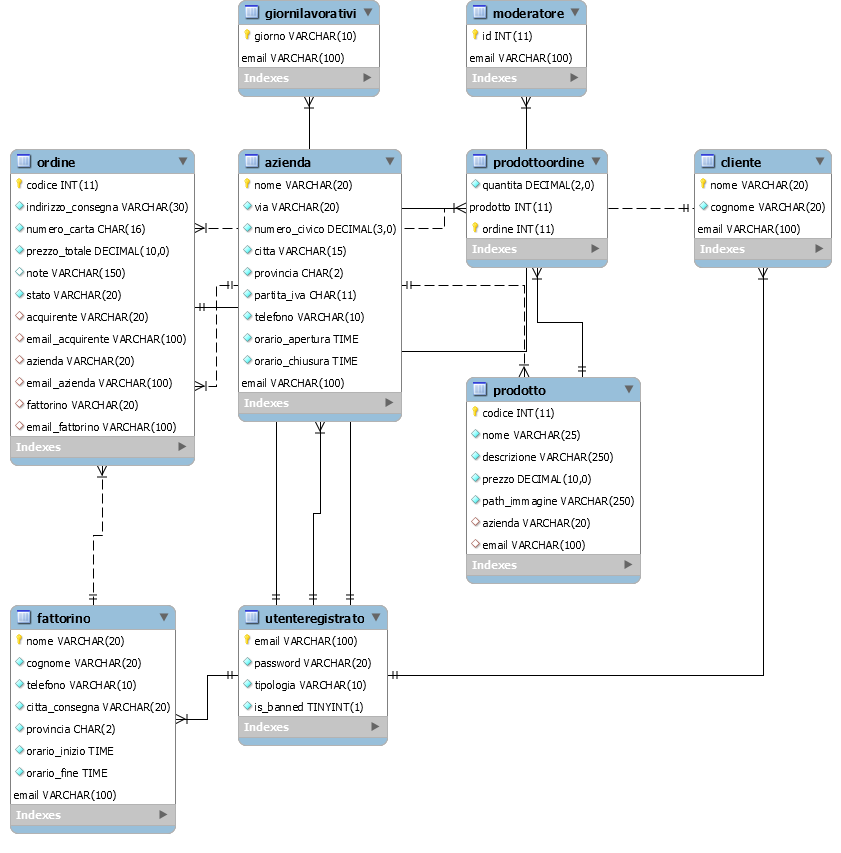 giornilavorativi
giorno VARCHAR(10)
email VARCHAR(100)
Indexes
moderatore
id INT(11)
email VARCHAR(100)
Indexes
ordine
codice INT(11)
indirizzo_consegna VARCHAR(30)
numero_carta CHAR(16)
prezzo_totale DECIMAL(10,0)
note VARCHAR(150)
stato VARCHAR(20)
acquirente VARCHAR(20)
email_acquirente VARCHAR(100)
azienda VARCHAR(20)
email_azienda VARCHAR(100)
fattorino VARCHAR(20)
email_fattorino VARCHAR(100)
Indexes
azienda
nome VARCHAR(20)
via VARCHAR(20)
numero_civico DECIMAL(3,0)
citta VARCHAR(15)
provincia CHAR(2)
partita_iva CHAR(11)
telefono VARCHAR(10)
orario_apertura TIME
orario_chiusura TIME
email VARCHAR(100)
Indexes
prodottoordine
quantita DECIMAL(2,0)
prodotto INT(11)
ordine INT(11)
Indexes
cliente
nome VARCHAR(20)
cognome VARCHAR(20)
email VARCHAR(100)
Indexes
prodotto
codice INT(11)
nome VARCHAR(25)
descrizione VARCHAR(250)
prezzo DECIMAL(10,0)
path_immagine VARCHAR(250)
azienda VARCHAR(20)
email VARCHAR(100)
Indexes
fattorino
nome VARCHAR(20)
cognome VARCHAR(20)
telefono VARCHAR(10)
citta_consegna VARCHAR(20)
provincia CHAR(2)
orario_inizio TIME
orario_fine TIME
email VARCHAR(100)
Indexes
utenteregistrato
email VARCHAR(100)
password VARCHAR(20)
tipologia VARCHAR(10)
is_banned TINYINT(1)
Indexes